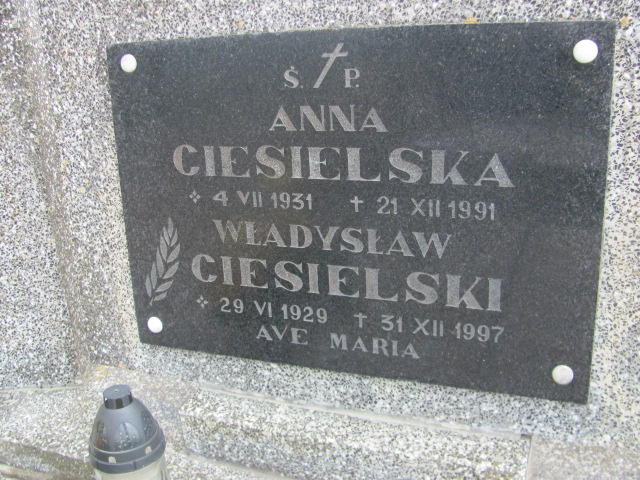 Ś. P.
ANNA
CIESIELSKA
4 VII 1931 † 21 XII 1991
WŁADYSŁAW
CIESIELSKI
29 VI 1929 † 31 XII 1997
AVE MARIA